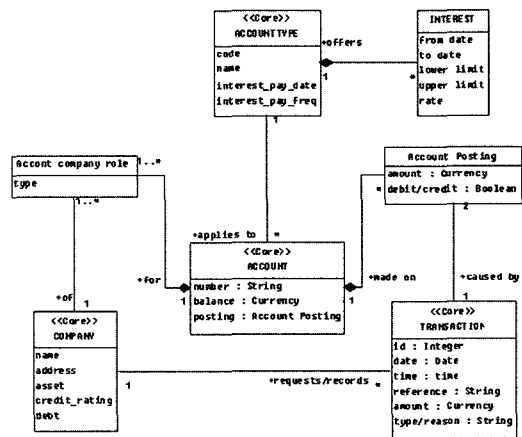 <<Core>>
ACCOUNTTYPE
code
name
interest_pay_date
interest_pay_freq
+offers
1
*
INTEREST
from date
to date
lower limit
upper limit
rate
1
Accont company role
type
1..*
1..*
Account Posting
amount : Currency
debit/credit : Boolean
*
2
+applies to
*
<<Core>>
ACCOUNT
number : String
balance : Currency
posting : Account Posting
+for
1
1
+made on
+caused by
+of
1
1
<<Core>>
COMPANY
name
address
asset
credit_rating
debt
1
+requests/records
*
<<Core>>
TRANSACTION
id : Integer
date : Date
time : time
reference : String
amount : Currency
type/reason : String